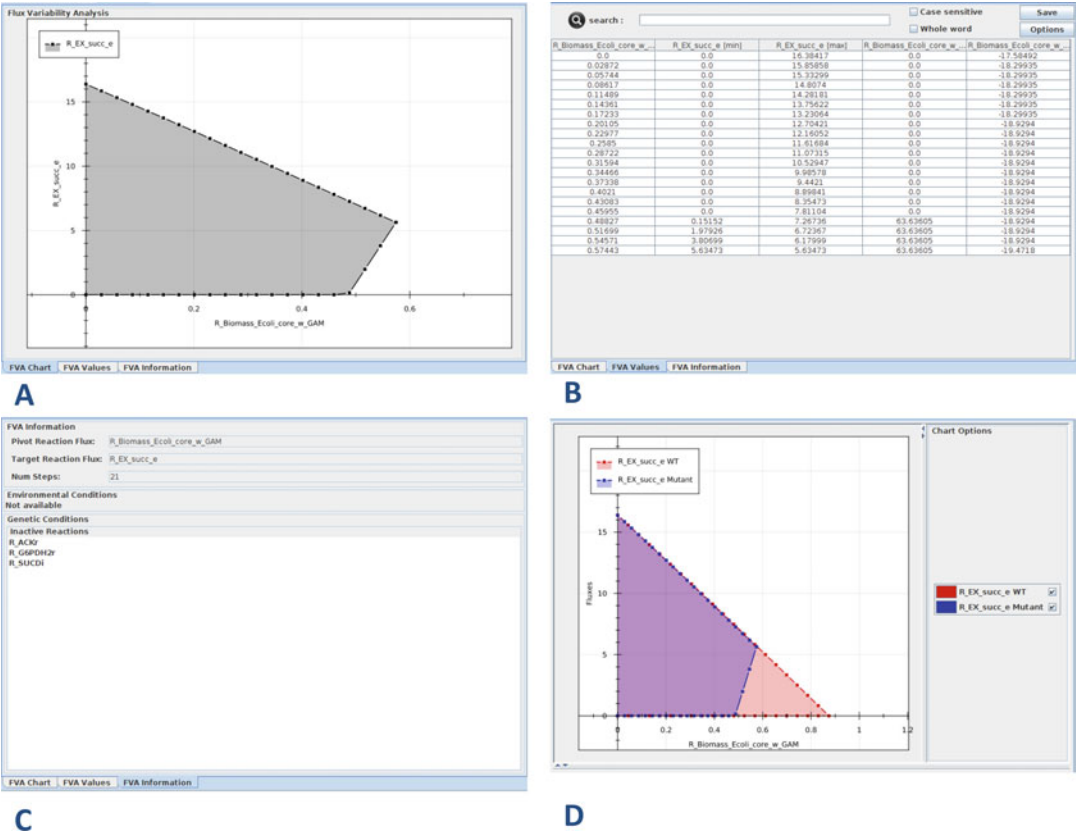 Flux Variability Analysis
R_EX_succ_e
15
10
5
0
R_EX_succ_e
0 0.2 0.4 0.6
R_Biomass_Ecoli_core_w_GAM
FVA Chart FVA Values FVA Information
A
search : Case sensitive Save
Whole word Options
R_Biomass_Ecoli_core_w_... R_EX_succ_e [min] R_EX_succ_e [max] R_Biomass_Ecoli_core_w_... R_Biomass_Ecoli_core_w_...
0.0 0.0 16.38417 0.0 -17.58492
0.02872 0.0 15.85858 0.0 -18.29935
0.05744 0.0 15.33299 0.0 -18.29935
0.08617 0.0 14.8074 0.0 -18.29935
0.11489 0.0 14.28181 0.0 -18.29935
0.14361 0.0 13.75622 0.0 -18.29935
0.17233 0.0 13.23064 0.0 -18.29935
0.20105 0.0 12.70421 0.0 -18.9294
0.22977 0.0 12.16052 0.0 -18.9294
0.2585 0.0 11.61684 0.0 -18.9294
0.28722 0.0 11.07315 0.0 -18.9294
0.31594 0.0 10.52947 0.0 -18.9294
0.34466 0.0 9.98578 0.0 -18.9294
0.37338 0.0 9.4421 0.0 -18.9294
0.4021 0.0 8.89841 0.0 -18.9294
0.43083 0.0 8.35473 0.0 -18.9294
0.45955 0.0 7.81104 0.0 -18.9294
0.48827 0.15152 7.26736 63.63605 -18.9294
0.51699 1.97926 6.72367 63.63605 -18.9294
0.54571 3.80699 6.17999 63.63605 -18.9294
0.57443 5.63473 5.63473 63.63605 -19.4718
FVA Chart FVA Values FVA Information
B
FVA Information
Pivot Reaction Flux: R_Biomass_Ecoli_core_w_GAM
Target Reaction Flux: R_EX_succ_e
Num Steps: 21
Environmental Conditions
Not available
Genetic Conditions
Inactive Reactions
R_ACKr
R_G6PDH2r
R_SUCDi
FVA Chart FVA Values FVA Information
C
R_EX_succ_e WT
R_EX_succ_e Mutant
15
10
5
0
Fluxes
0 0.2 0.4 0.6 0.8 1 1.2
R_Biomass_Ecoli_core_w_GAM
Chart Options
R_EX_succ_e WT
R_EX_succ_e Mutant
D